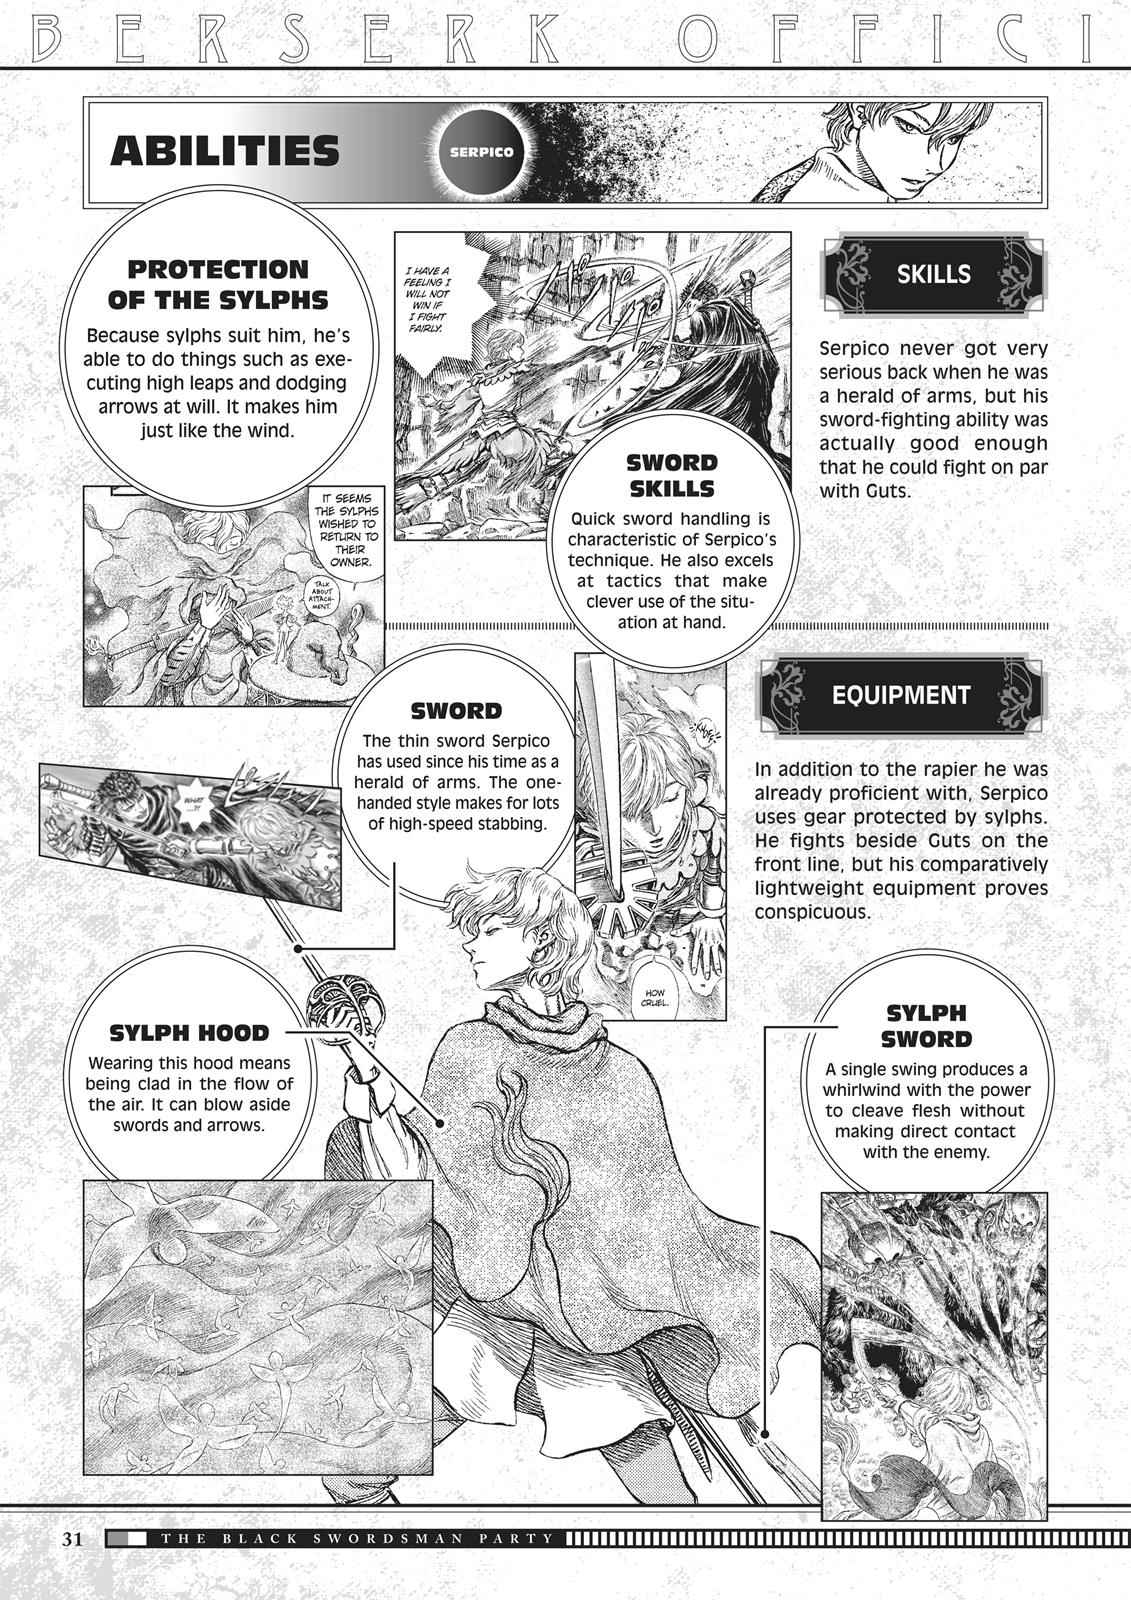 BERSERK OFFICI
ABILITIES
SERPICO
PROTECTION
OF THE SYLPHS
Because sylphs suit him, he's
able to do things such as exe-
cuting high leaps and dodging
arrows at will. It makes him
just like the wind.
I HAVE A
FEELING I
WILL NOT
WIN IF
I FIGHT
FAIRLY.
SKILLS
Serpico never got very
serious back when he was
a herald of arms, but his
sword-fighting ability was
actually good enough
that he could fight on par
with Guts.
SWORD
SKILLS
Quick sword handling is
characteristic of Serpico's
technique. He also excels
at tactics that make
clever use of the situ-
ation at hand.
IT SEEMS
THE SYLPHS
WISHED TO
RETURN TO
THEIR
OWNER.
TALK
ABOUT
ATTACH-
MENT.
SWORD
The thin sword Serpico
has used since his time as a
herald of arms. The one-
handed style makes for lots
of high-speed stabbing.
WHAT
...?!
HOW
CRUEL.
EQUIPMENT
In addition to the rapier he was
already proficient with, Serpico
uses gear protected by sylphs.
He fights beside Guts on the
front line, but his comparatively
lightweight equipment proves
conspicuous.
SYLPH HOOD
Wearing this hood means
being clad in the flow of
the air. It can blow aside
swords and arrows.
SYLPH
SWORD
A single swing produces a
whirlwind with the power
to cleave flesh without
making direct contact
with the enemy.
31
THE BLACK SWORDSMAN PARTY